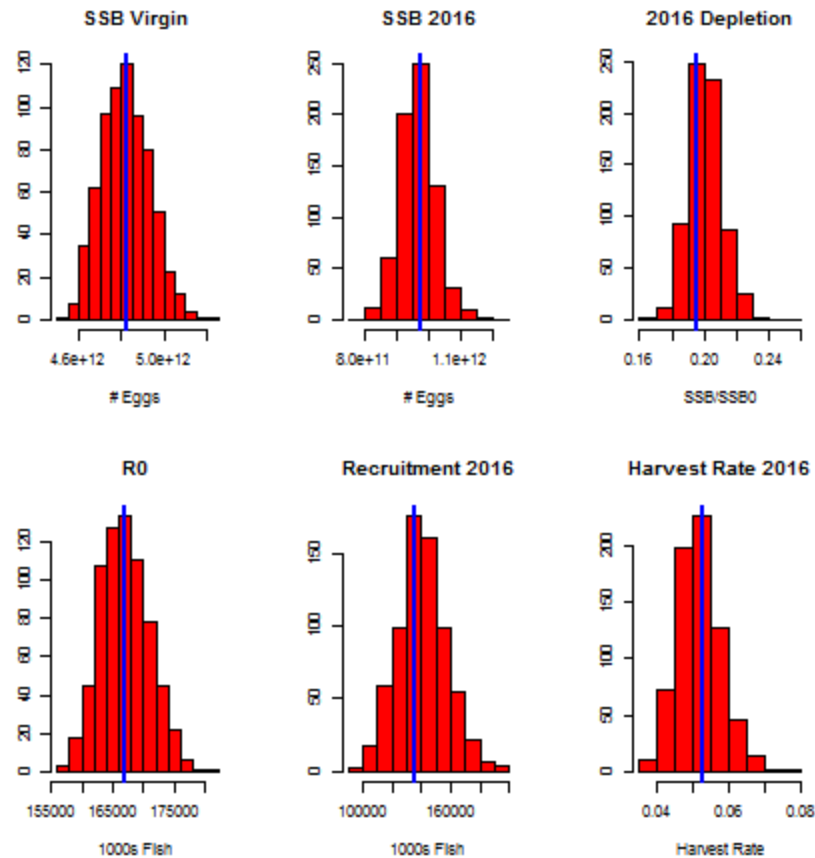 SSB Virgin
0 20 40 60 80 100 120
4.6e+12 5.0e+12
# Eggs
SSB 2016
0 50 100 150 200 250
8.0e+11 1.1e+12
# Eggs
2016 Depletion
0 50 100 150 200 250
0.16 0.20 0.24
SSB/SSB0
R0
0 20 40 60 80 100 120
155000 165000 175000
1000s Fish
Recruitment 2016
0 50 100 150
100000 160000
1000s Fish
Harvest Rate 2016
0 50 100 150 200
0.04 0.06 0.08
Harvest Rate